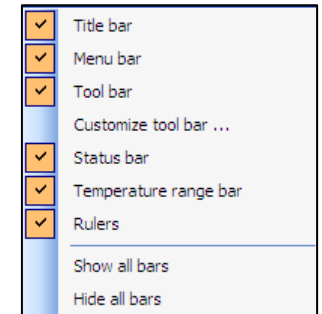 Title bar
Menu bar
Tool bar
Customize tool bar ...
Status bar
Temperature range bar
Rulers
Show all bars
Hide all bars